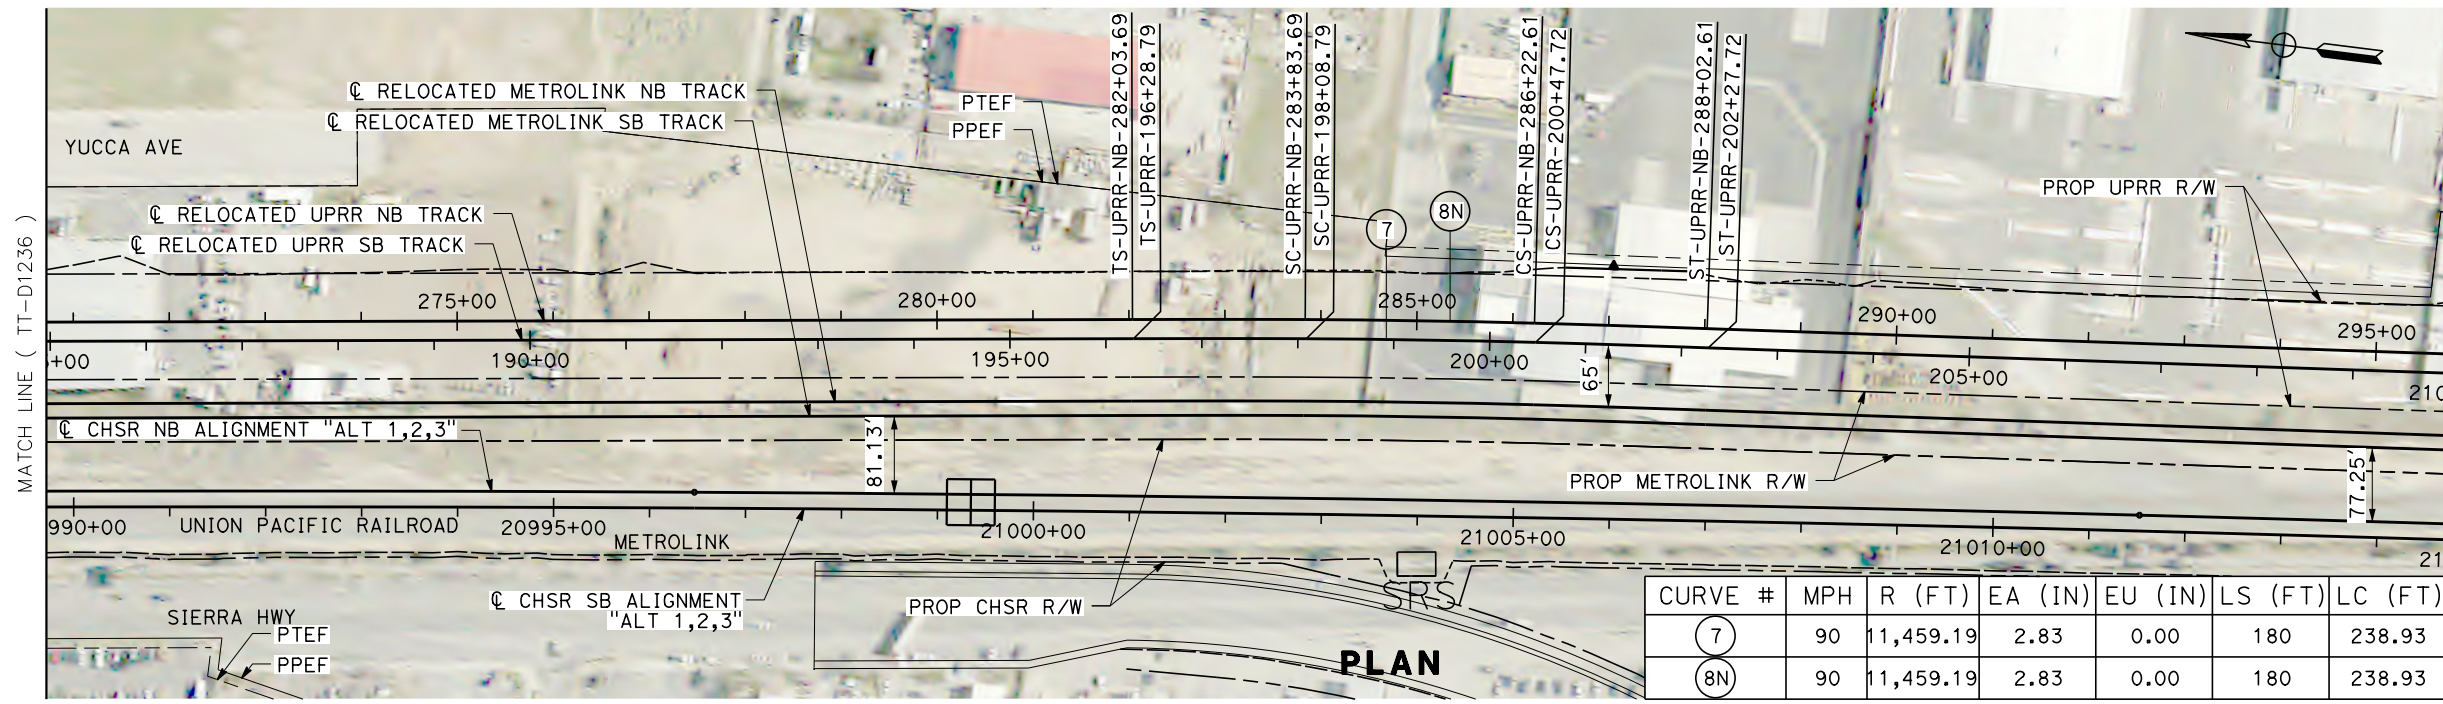 MATCH LINE ( TT-D1236 )
YUCCA AVE
℄ RELOCATED METROLINK NB TRACK
℄ RELOCATED METROLINK SB TRACK
PTEF
PPEF
TS-UPRR-NB-282+03.69
TS-UPRR-196+28.79
SC-UPRR-NB-283+83.69
SC-UPRR-198+08.79
CS-UPRR-NB-286+22.61
CS-UPRR-200+47.72
ST-UPRR-NB-288+02.61
ST-UPRR-202+27.72
7
8N
PROP UPRR R/W
℄ RELOCATED UPRR NB TRACK
℄ RELOCATED UPRR SB TRACK
275+00
280+00
285+00
290+00
295+00
+00
190+00
195+00
200+00
205+00
210
65'
81.13'
77.25'
℄ CHSR NB ALIGNMENT "ALT 1,2,3"
PROP METROLINK R/W
990+00
UNION PACIFIC RAILROAD
20995+00
21000+00
21005+00
21010+00
21
METROLINK
SRS
℄ CHSR SB ALIGNMENT
"ALT 1,2,3"
PROP CHSR R/W
SIERRA HWY
PTEF
PPEF
PLAN
CURVE # MPH R (FT) EA (IN) EU (IN) LS (FT) LC (FT)
7 90 11,459.19 2.83 0.00 180 238.93
8N 90 11,459.19 2.83 0.00 180 238.93